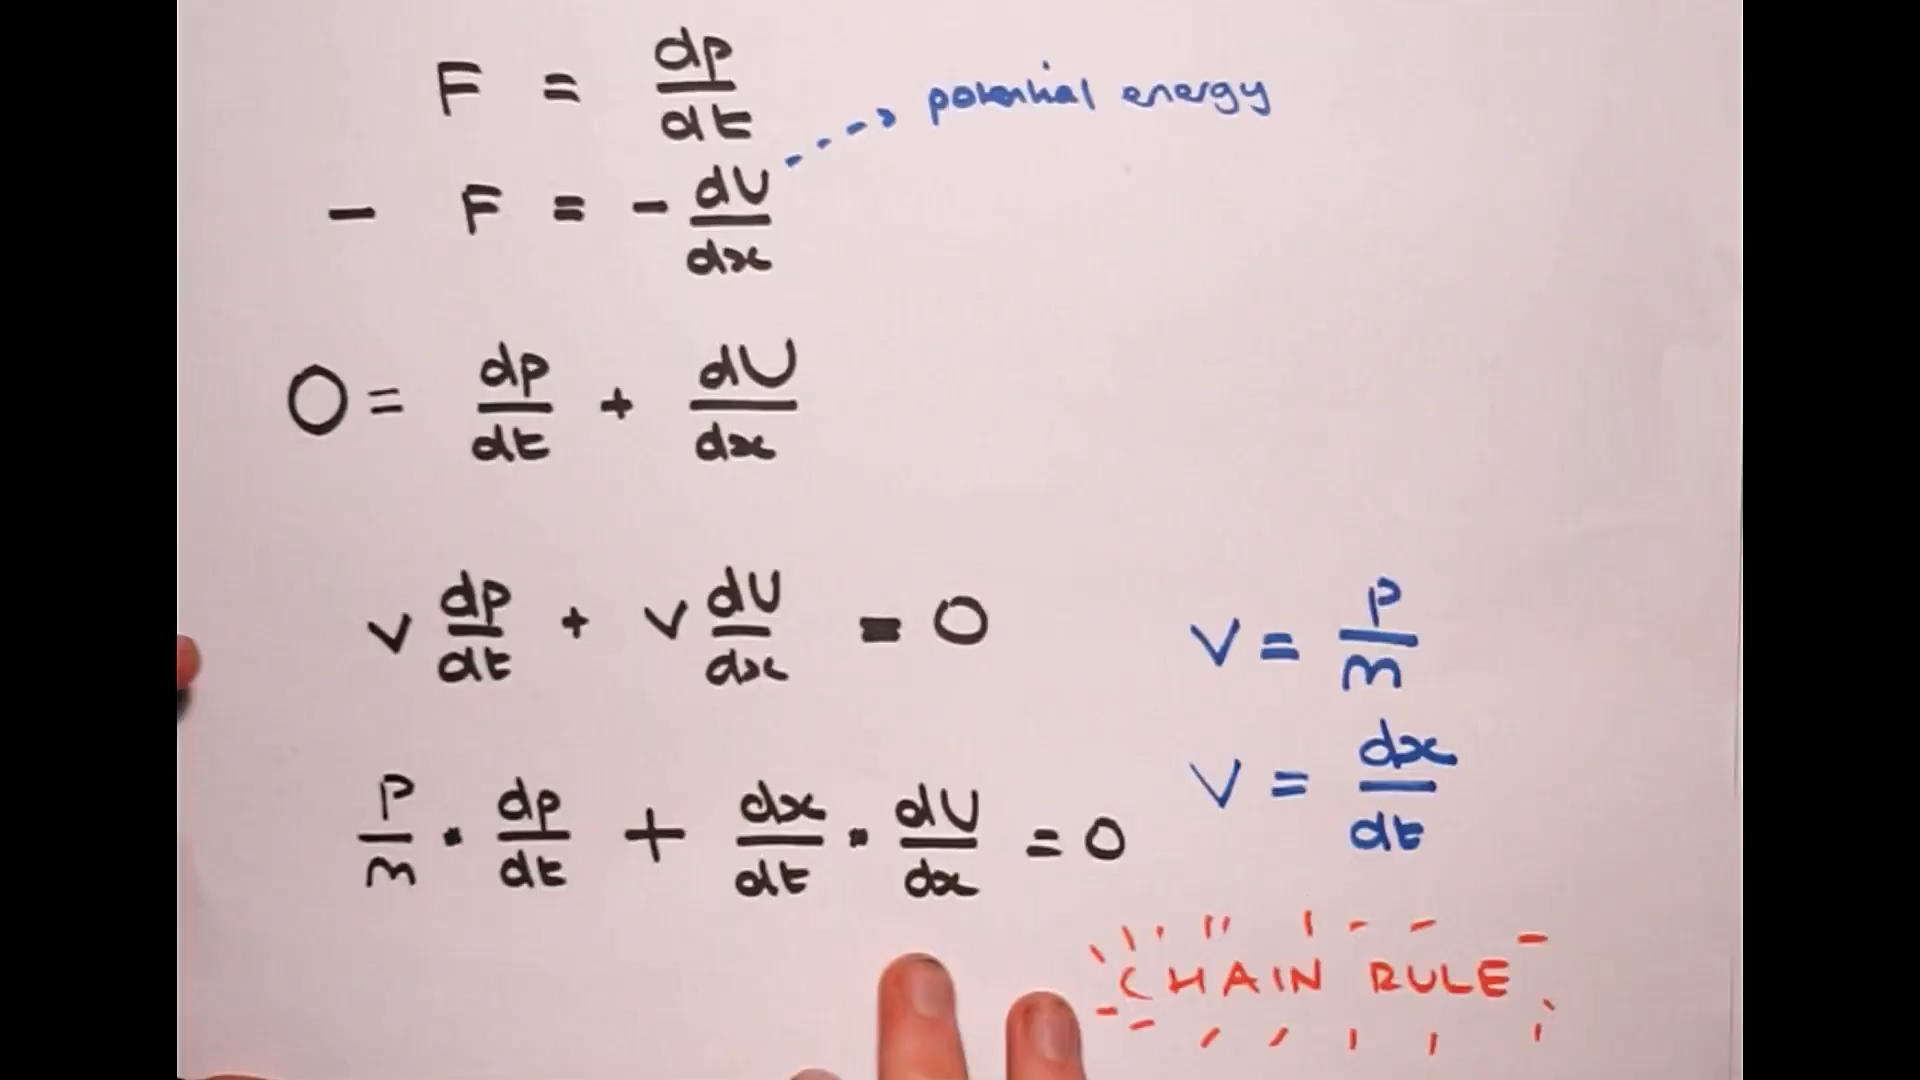 F = dp/dt
potential energy
- F = - dU/dx
0 = dp/dt + dU/dx
v dp/dt + v dU/dx = 0
v = p/m
v = dx/dt
p/m · dp/dt + dx/dt · dU/dx = 0
CHAIN RULE